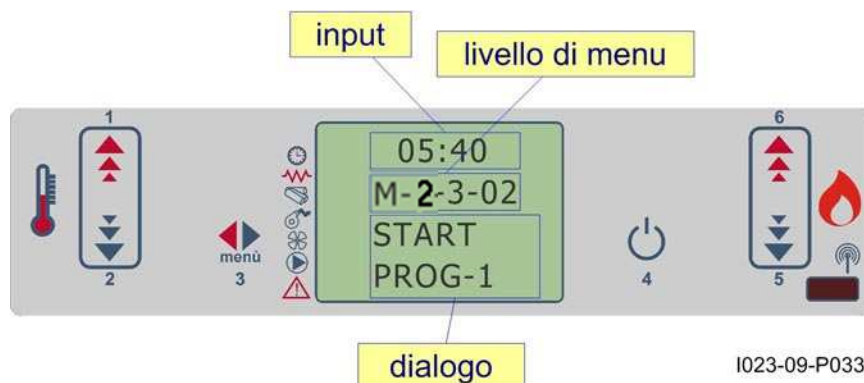 input
livello di menu
1
6
05:40
M-2-3-02
START
menù
PROG-1
2
3
4
5
dialogo
I023-09-P033